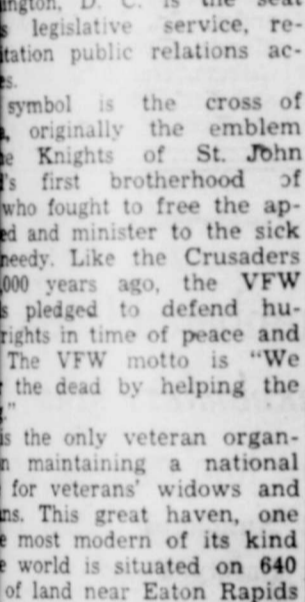 ington, D. C. is the seat
s legislative service, re-
itation public relations ac-
es.
symbol is the cross of
, originally the emblem
e Knights of St. John
's first brotherhood of
who fought to free the ap-
ed and minister to the sick
needy. Like the Crusaders
,000 years ago, the VFW
s pledged to defend hu-
rights in time of peace and
The VFW motto is "We
the dead by helping the
."
is the only veteran organ-
n maintaining a national
for veterans' widows and
ns. This great haven, one
e most modern of its kind
e world is situated on 640
of land near Eaton Rapids